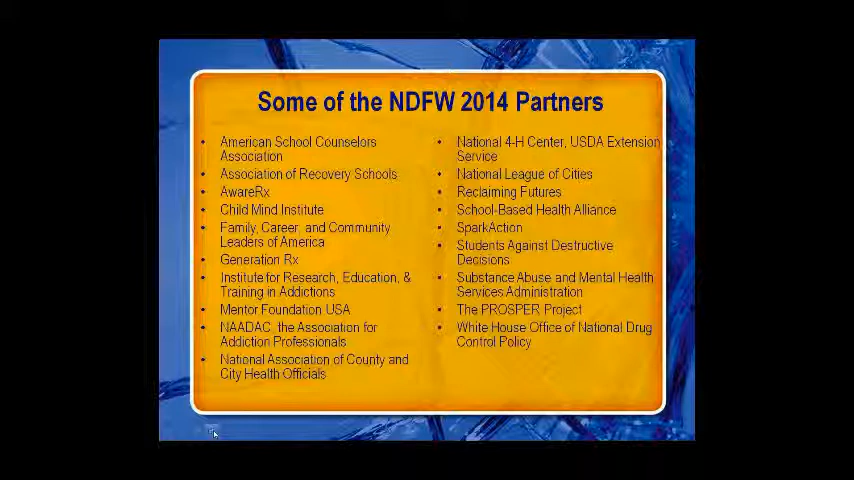 Some of the NDFW 2014 Partners
• American School Counselors
Association
• Association of Recovery Schools
• AwareRx
• Child Mind Institute
• Family, Career, and Community
Leaders of America
• Generation Rx
• Institute for Research, Education, &
Training in Addictions
• Mentor Foundation USA
• NAADAC, the Association for
Addiction Professionals
• National Association of County and
City Health Officials
• National 4-H Center, USDA Extension
Service
• National League of Cities
• Reclaiming Futures
• School-Based Health Alliance
• SparkAction
• Students Against Destructive
Decisions
• Substance Abuse and Mental Health
Services Administration
• The PROSPER Project
• White House Office of National Drug
Control Policy